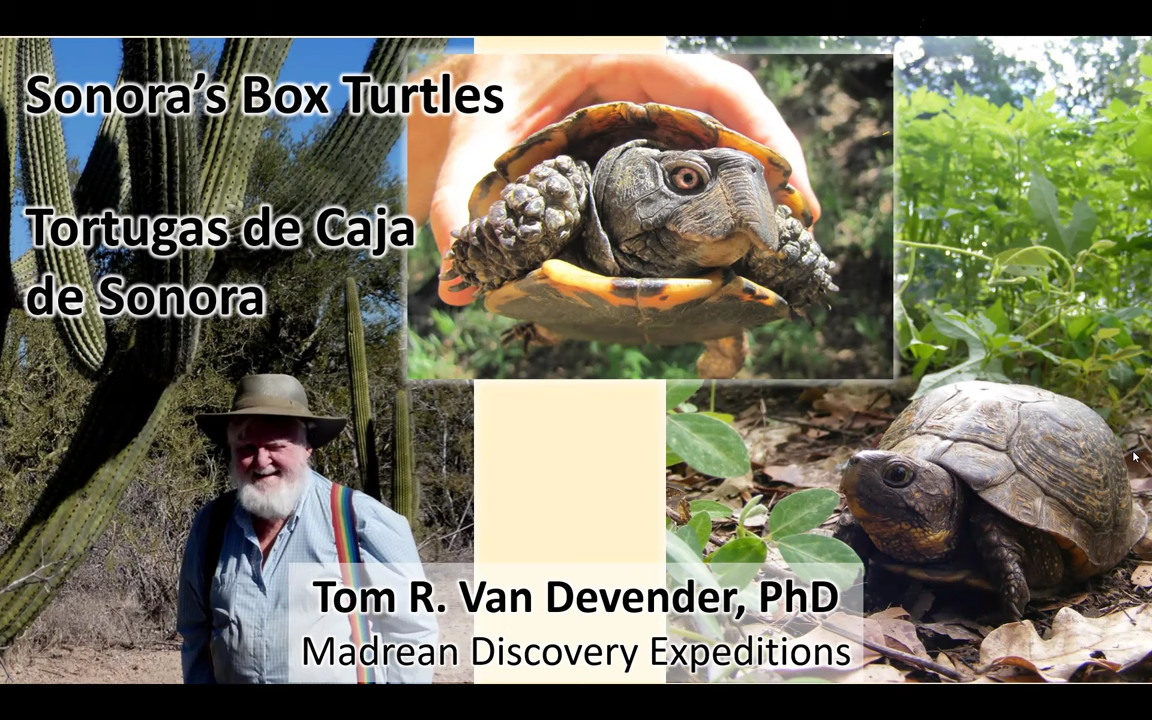 Sonora’s Box Turtles
Tortugas de Caja
de Sonora
Tom R. Van Devender, PhD
Madrean Discovery Expeditions